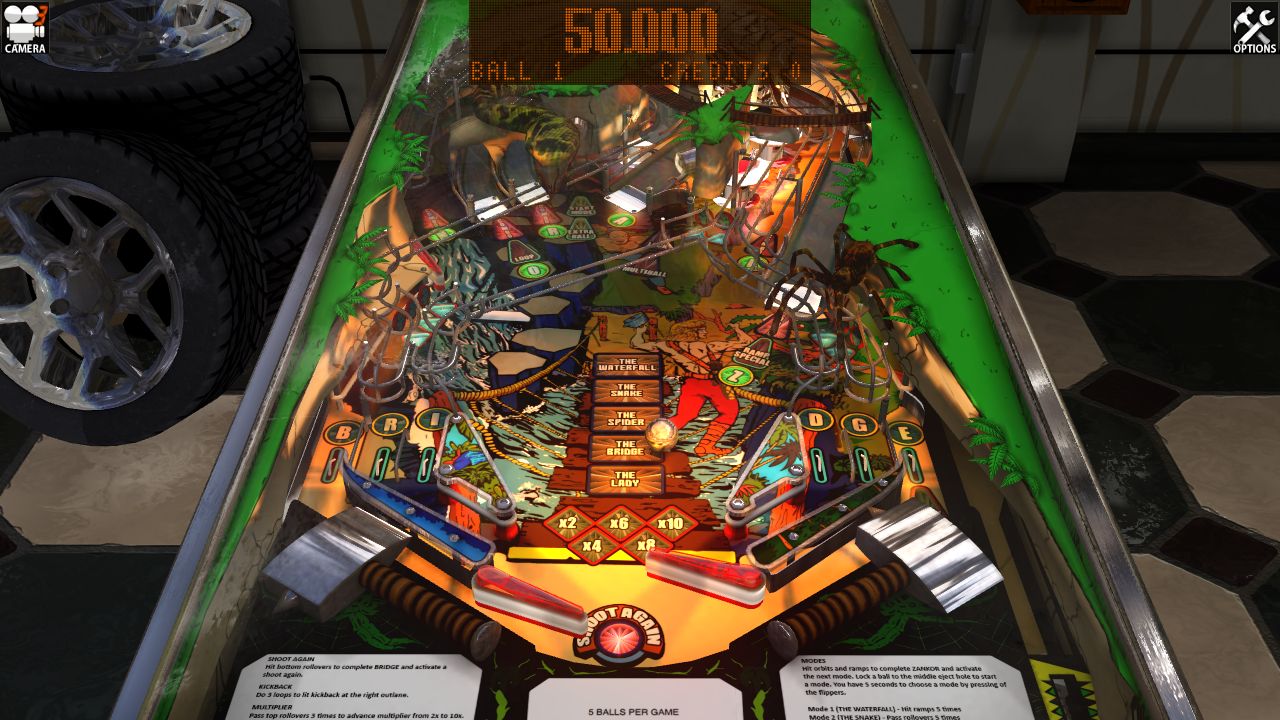 50.000
BALL 1 CREDITS 0
CAMERA
OPTIONS
START MODE
EXTRA BALL
R
A
LOOP
O
MULTIBALL
RAMP SPECIAL
Z
THE WATERFALL
THE SNAKE
THE SPIDER
THE BRIDGE
THE LADY
B R I D G E
x2 x6 x10
x4 x8
SHOOT AGAIN
SHOOT AGAIN
Hit bottom rollovers to complete BRIDGE and activate a
shoot again.
KICKBACK
Do 3 loops to lit kickback at the right outlane.
MULTIPLIER
Pass top rollovers 3 times to advance multiplier from 2x to 10x.
5 BALLS PER GAME
MODES
Hit orbits and ramps to complete ZANKOR and activate
the next mode. Lock a ball to the middle eject hole to start
a mode. You have 5 seconds to choose a mode by pressing of
the flippers.
Mode 1 (THE WATERFALL) - Hit ramps 5 times
Mode 2 (THE SNAKE) - Pass rollovers 5 times